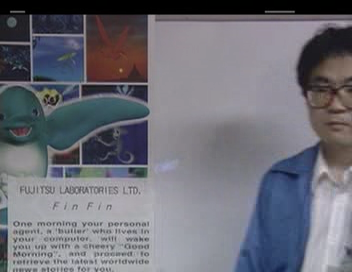 FUJITSU LABORATORIES LTD.
Fin Fin
One morning your personal
agent, a 'butler' who lives in
your computer, will wake
you up with a cheery "Good
Morning", and proceed to
retrieve the latest worldwide
news stories for you.